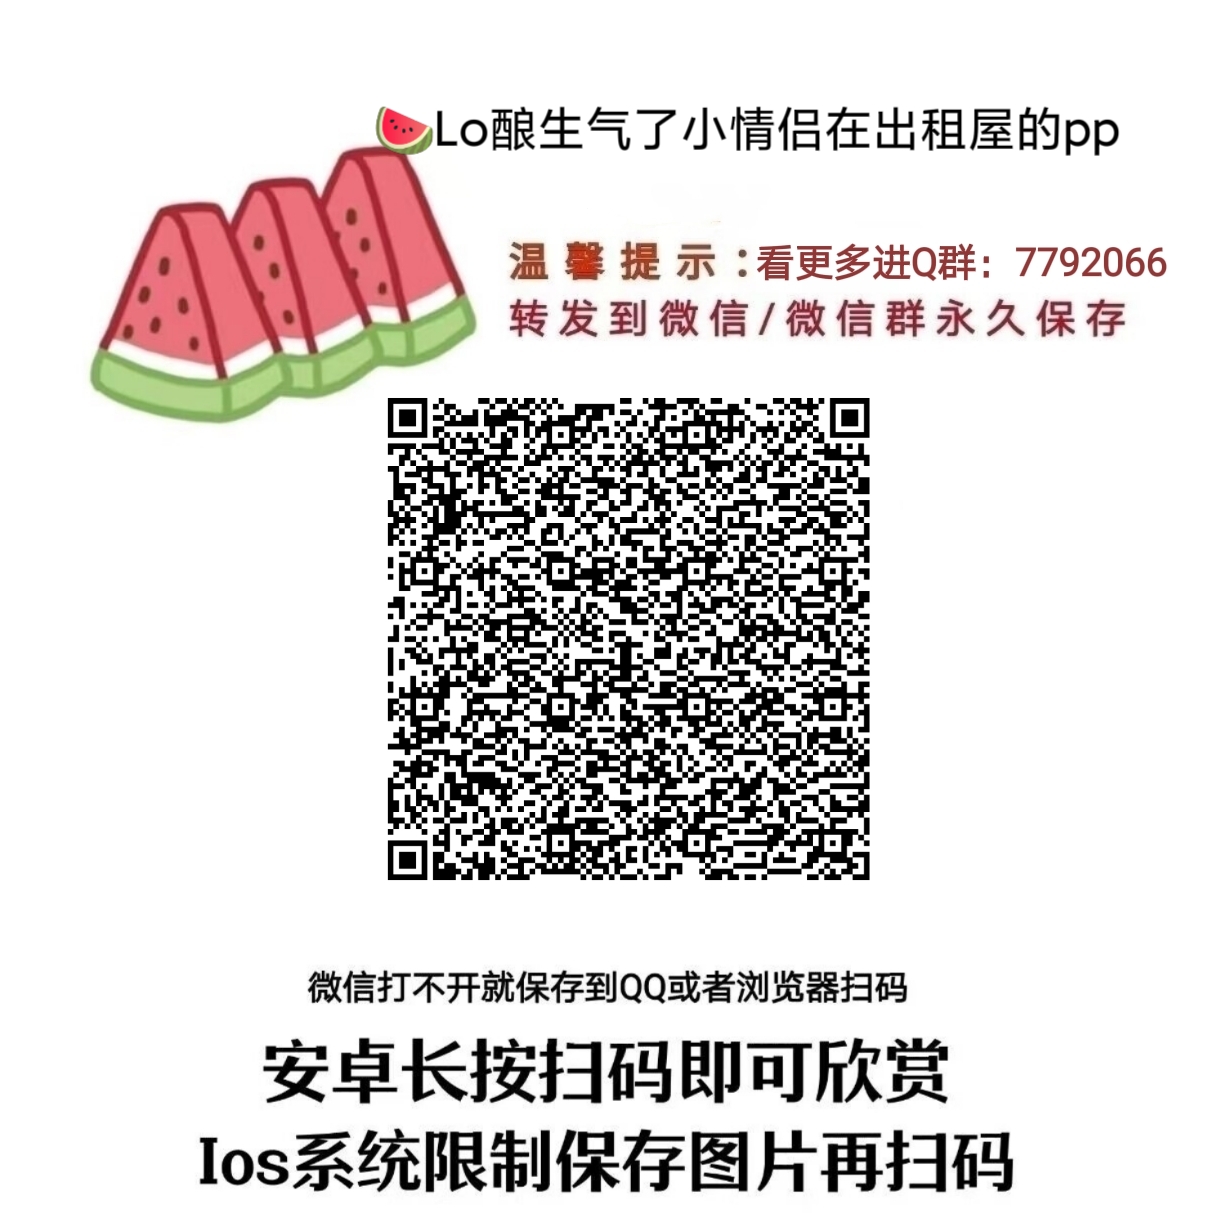 🍉Lo酿生气了小情侣在出租屋的pp
温馨提示:看更多进Q群：7792066
转发到微信/微信群永久保存
微信打不开就保存到QQ或者浏览器扫码
安卓长按扫码即可欣赏
Ios系统限制保存图片再扫码